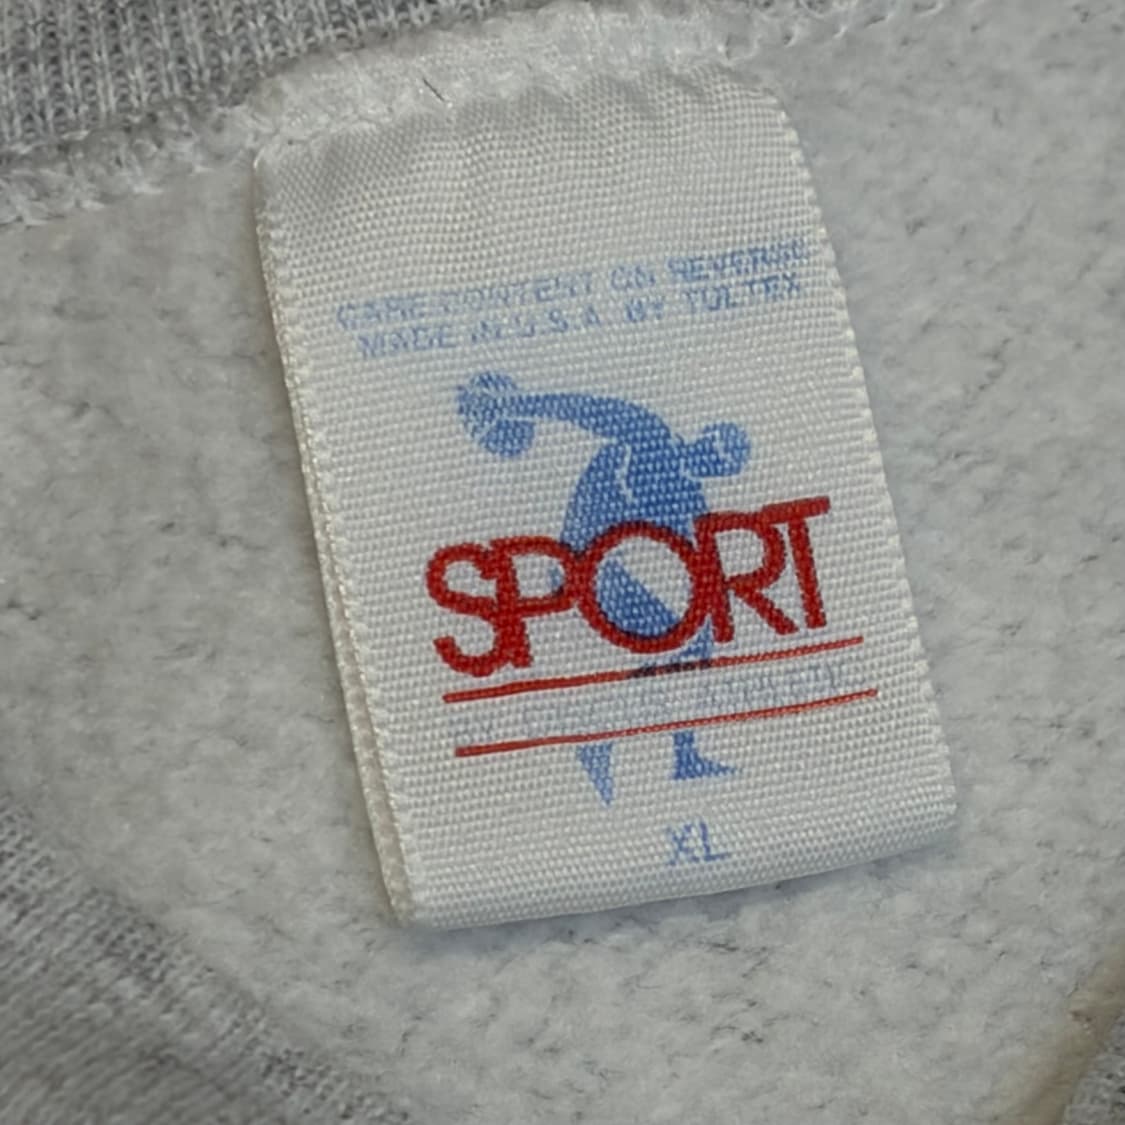 CARE CONTENT ON REVERSE
MADE IN U.S.A. BY TULTEX
SPORT
XL